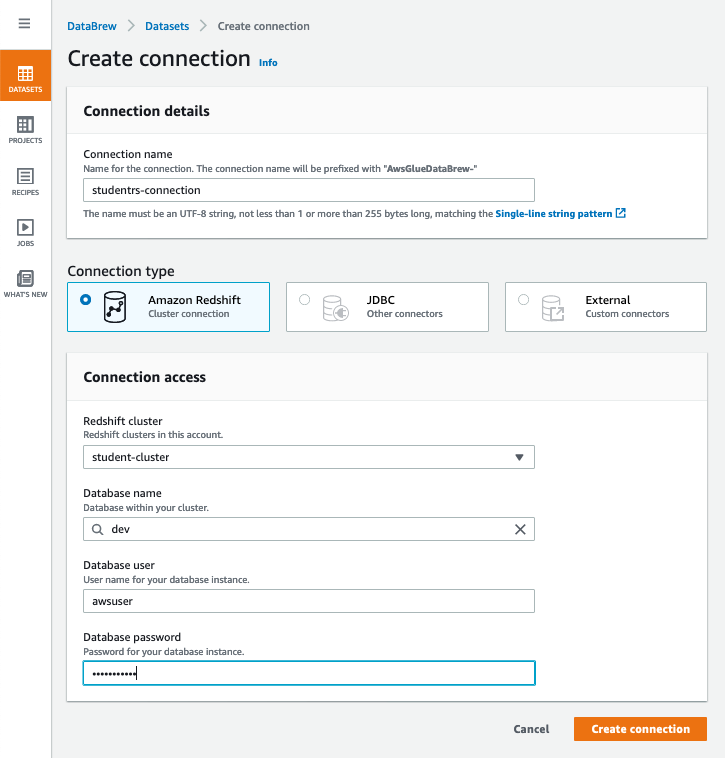 DataBrew > Datasets > Create connection
Create connection Info
DATASETS
PROJECTS
RECIPES
JOBS
WHAT'S NEW
Connection details
Connection name
Name for the connection. The connection name will be prefixed with "AwsGlueDataBrew-"
studentrs-connection
The name must be an UTF-8 string, not less than 1 or more than 255 bytes long, matching the Single-line string pattern
Connection type
Amazon Redshift
Cluster connection
JDBC
Other connectors
External
Custom connectors
Connection access
Redshift cluster
Redshift clusters in this account.
student-cluster
Database name
Database within your cluster.
dev
Database user
User name for your database instance.
awsuser
Database password
Password for your database instance.
•••••••••••
Cancel
Create connection